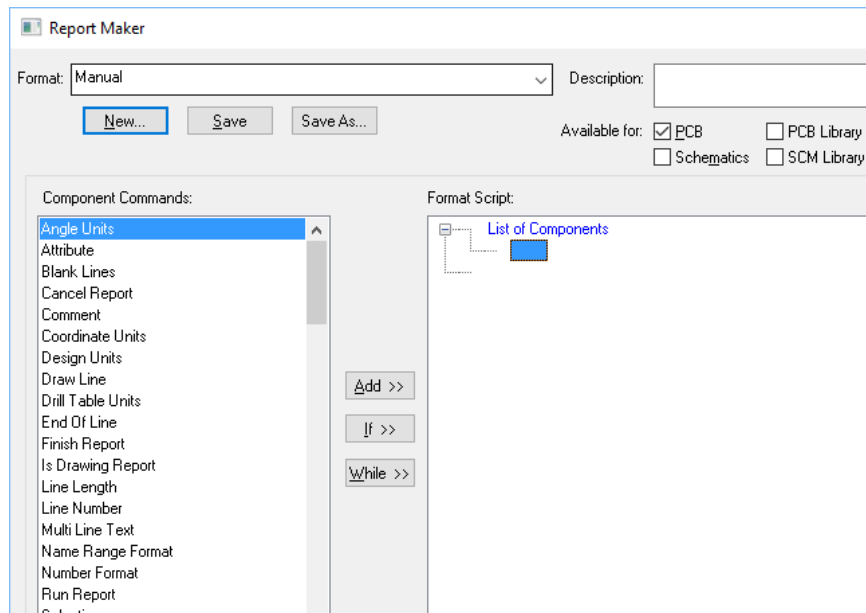 Report Maker
Format: Manual Description:
New... Save Save As...
Available for: PCB PCB Library
Schematics SCM Library
Component Commands: Format Script:
Angle Units List of Components
Attribute
Blank Lines
Cancel Report
Comment
Coordinate Units
Design Units
Draw Line
Add >>
Drill Table Units
End Of Line
If >>
Finish Report
Is Drawing Report
While >>
Line Length
Line Number
Multi Line Text
Name Range Format
Number Format
Run Report